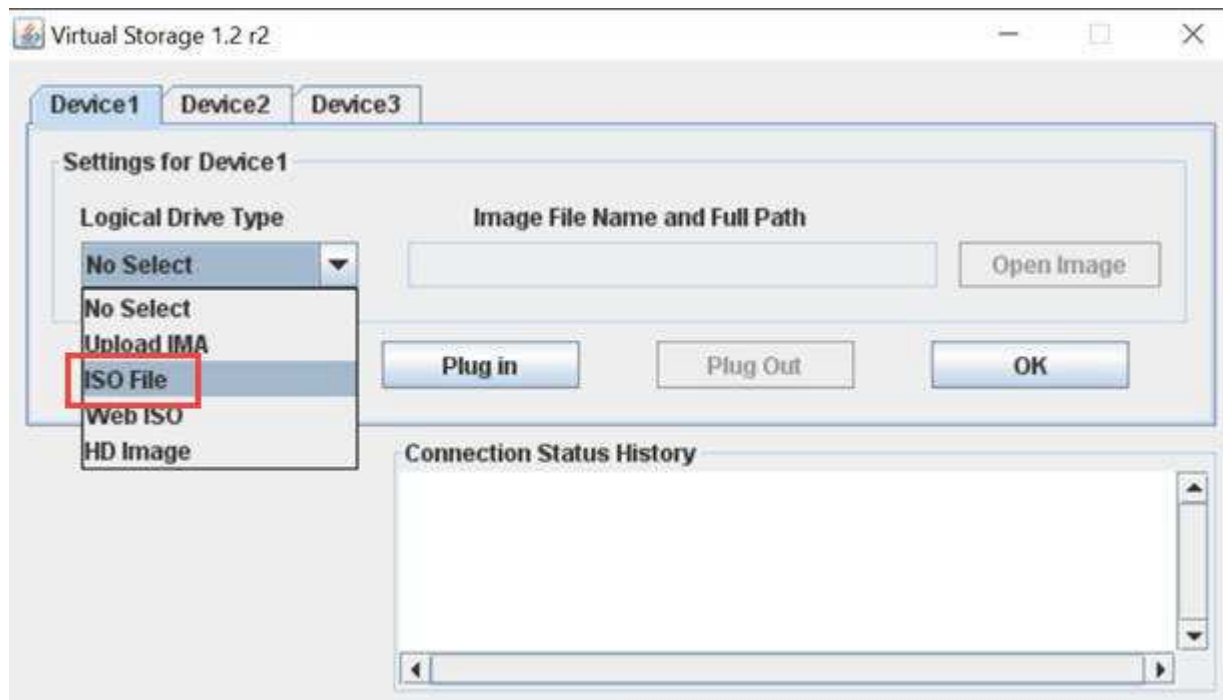 Virtual Storage 1.2 r2
Device1 Device2 Device3
Settings for Device1
Logical Drive Type Image File Name and Full Path
No Select Open Image
No Select
Upload IMA
ISO File
Web ISO
HD Image
Plug in Plug Out OK
Connection Status History